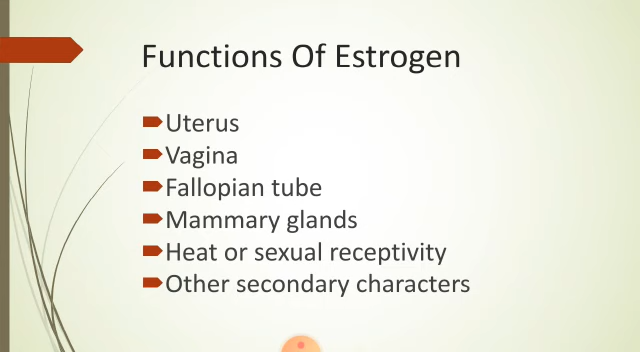 Functions Of Estrogen
Uterus
Vagina
Fallopian tube
Mammary glands
Heat or sexual receptivity
Other secondary characters